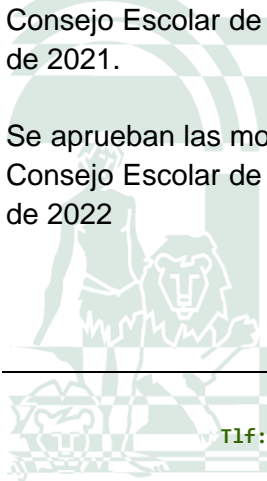 Consejo Escolar de
de 2021.
Se aprueban las mo
Consejo Escolar de
de 2022
Tlf: